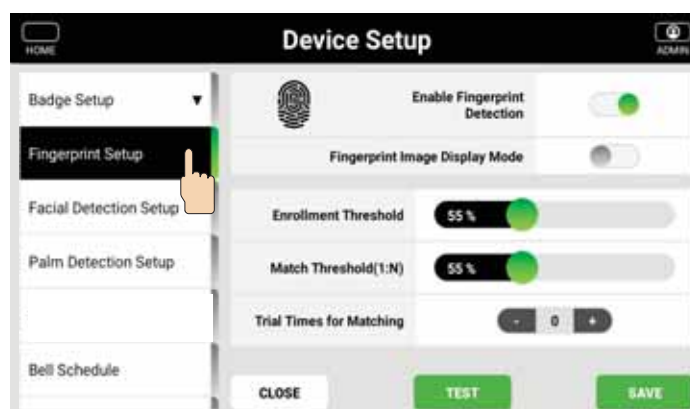 HOME
Device Setup
ADMIN
Badge Setup
Fingerprint Setup
Facial Detection Setup
Palm Detection Setup
Bell Schedule
Enable Fingerprint
Detection
Fingerprint Image Display Mode
Enrollment Threshold
55 %
Match Threshold(1:N)
55 %
Trial Times for Matching
- 0 +
CLOSE
TEST
SAVE